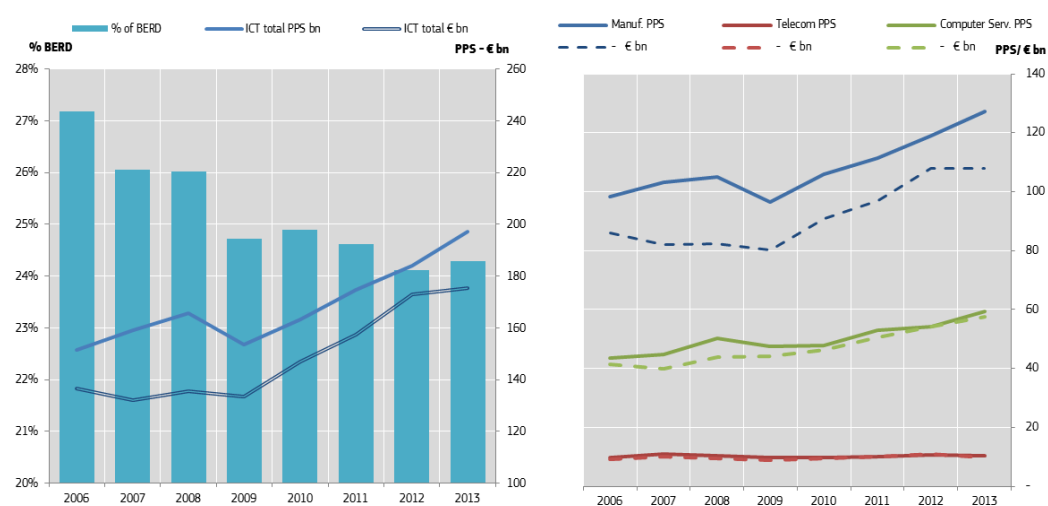 % of BERD ICT total PPS bn ICT total € bn
% BERD PPS - € bn
28% 260
27% 240
26% 220
25% 200
24% 180
23% 160
22% 140
21% 120
20% 100
2006 2007 2008 2009 2010 2011 2012 2013
Manuf. PPS Telecom PPS Computer Serv. PPS
- € bn - € bn - € bn
PPS/ € bn
140
120
100
80
60
40
20
-
2006 2007 2008 2009 2010 2011 2012 2013